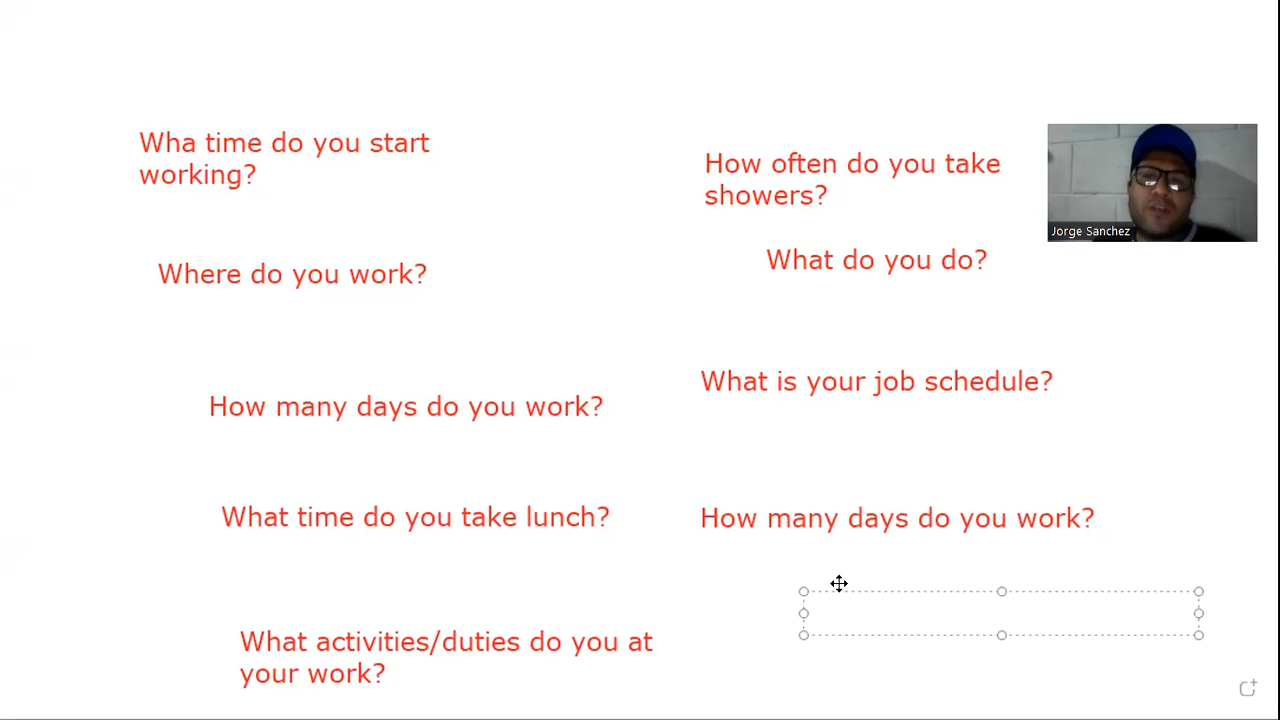 Wha time do you start
working?
Where do you work?
How many days do you work?
What time do you take lunch?
What activities/duties do you at
your work?
How often do you take
showers?
What do you do?
What is your job schedule?
How many days do you work?
Jorge Sanchez